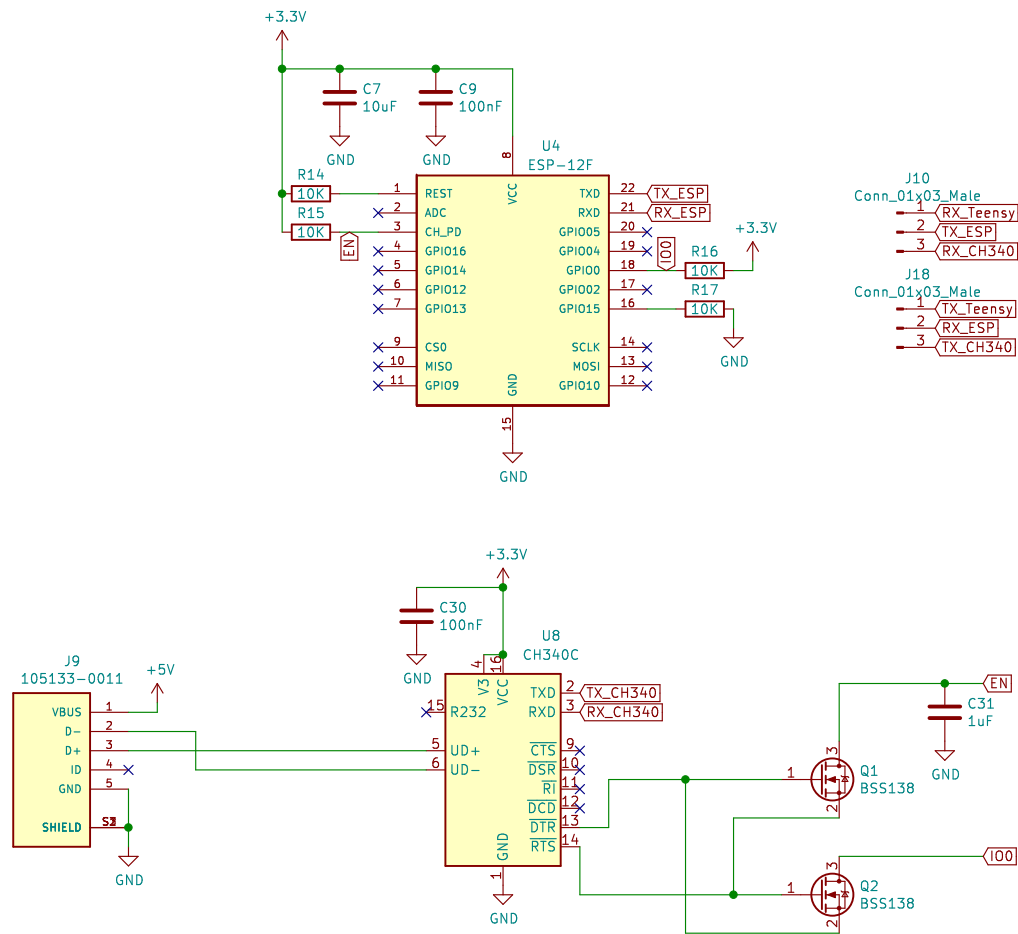 +3.3V
C7
10uF
C9
100nF
GND
GND
U4
ESP-12F
8
VCC
R14
10K
R15
10K
EN
1 REST
2 ADC
3 CH_PD
4 GPIO16
5 GPIO14
6 GPIO12
7 GPIO13
9 CS0
10 MISO
11 GPIO9
TXD 22 TX_ESP
RXD 21 RX_ESP
GPIO05 20
GPIO04 19
GPIO0 18
GPIO02 17
GPIO15 16
SCLK 14
MOSI 13
GPIO10 12
GND
15
GND
IO0
R16
10K
+3.3V
R17
10K
GND
J10
Conn_01x03_Male
1 RX_Teensy
2 TX_ESP
3 RX_CH340
J18
Conn_01x03_Male
1 TX_Teensy
2 RX_ESP
3 TX_CH340
+3.3V
C30
100nF
GND
U8
CH340C
4
16
V3
VCC
15 R232
5 UD+
6 UD-
TXD 2 TX_CH340
RXD 3 RX_CH340
CTS 9
DSR 10
RI 11
DCD 12
DTR 13
RTS 14
GND
1
GND
J9
105133-0011
+5V
VBUS 1
D- 2
D+ 3
ID 4
GND 5
SHIELD
GND
EN
C31
1uF
GND
3
1
Q1
BSS138
2
IO0
3
1
Q2
BSS138
2